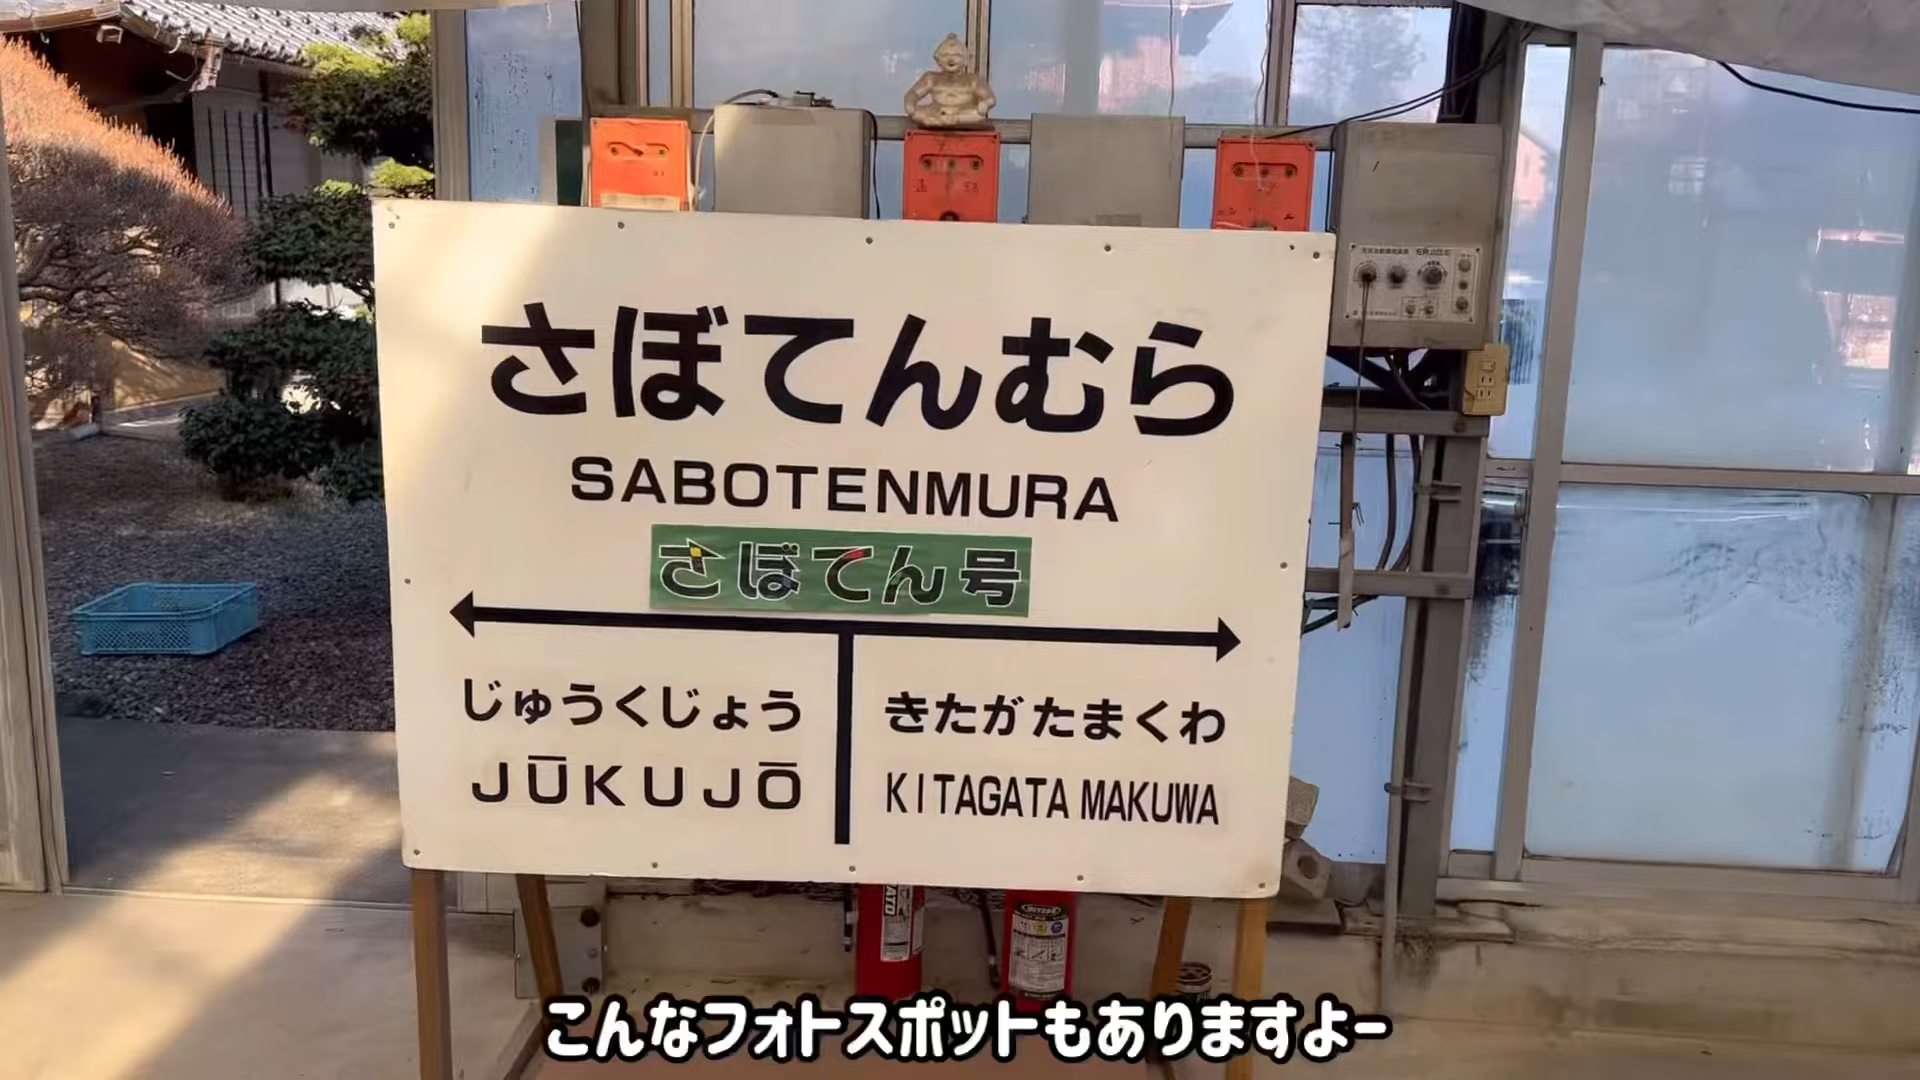 さぼてんむら
SABOTENMURA
さぼてん号
じゅうくじょう
JŪKUJŌ
きたがたまくわ
KITAGATA MAKUWA
こんなフォトスポットもありますよー